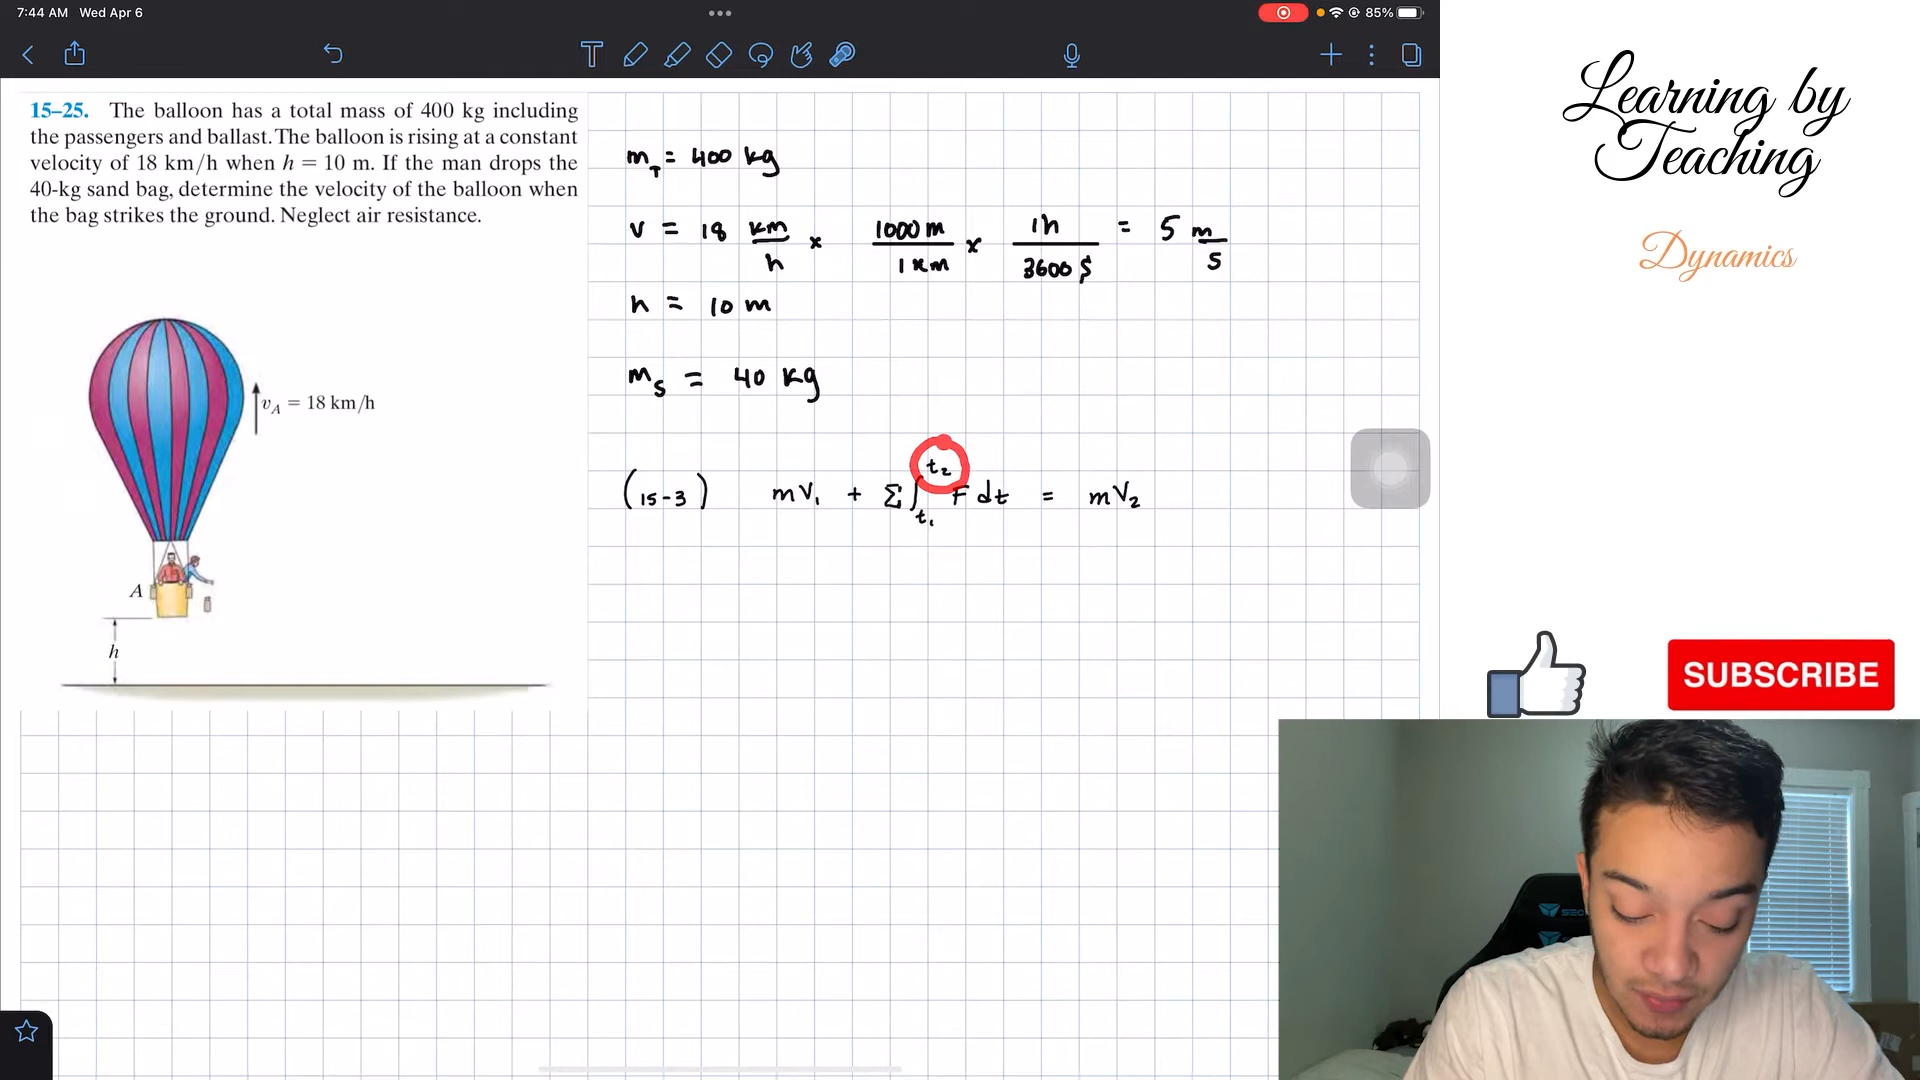 7:44 AM Wed Apr 6
85%
15–25. The balloon has a total mass of 400 kg including
the passengers and ballast. The balloon is rising at a constant
velocity of 18 km/h when h = 10 m. If the man drops the
40-kg sand bag, determine the velocity of the balloon when
the bag strikes the ground. Neglect air resistance.
v_A = 18 km/h
A
h
m_T = 400 kg
v = 18 km/h × 1000 m/1 km × 1h/3600 s = 5 m/s
h = 10 m
m_s = 40 kg
(15-3) mV₁ + Σ∫_{t₁}^{t₂} F dt = mV₂
Learning by
Teaching
Dynamics
SUBSCRIBE